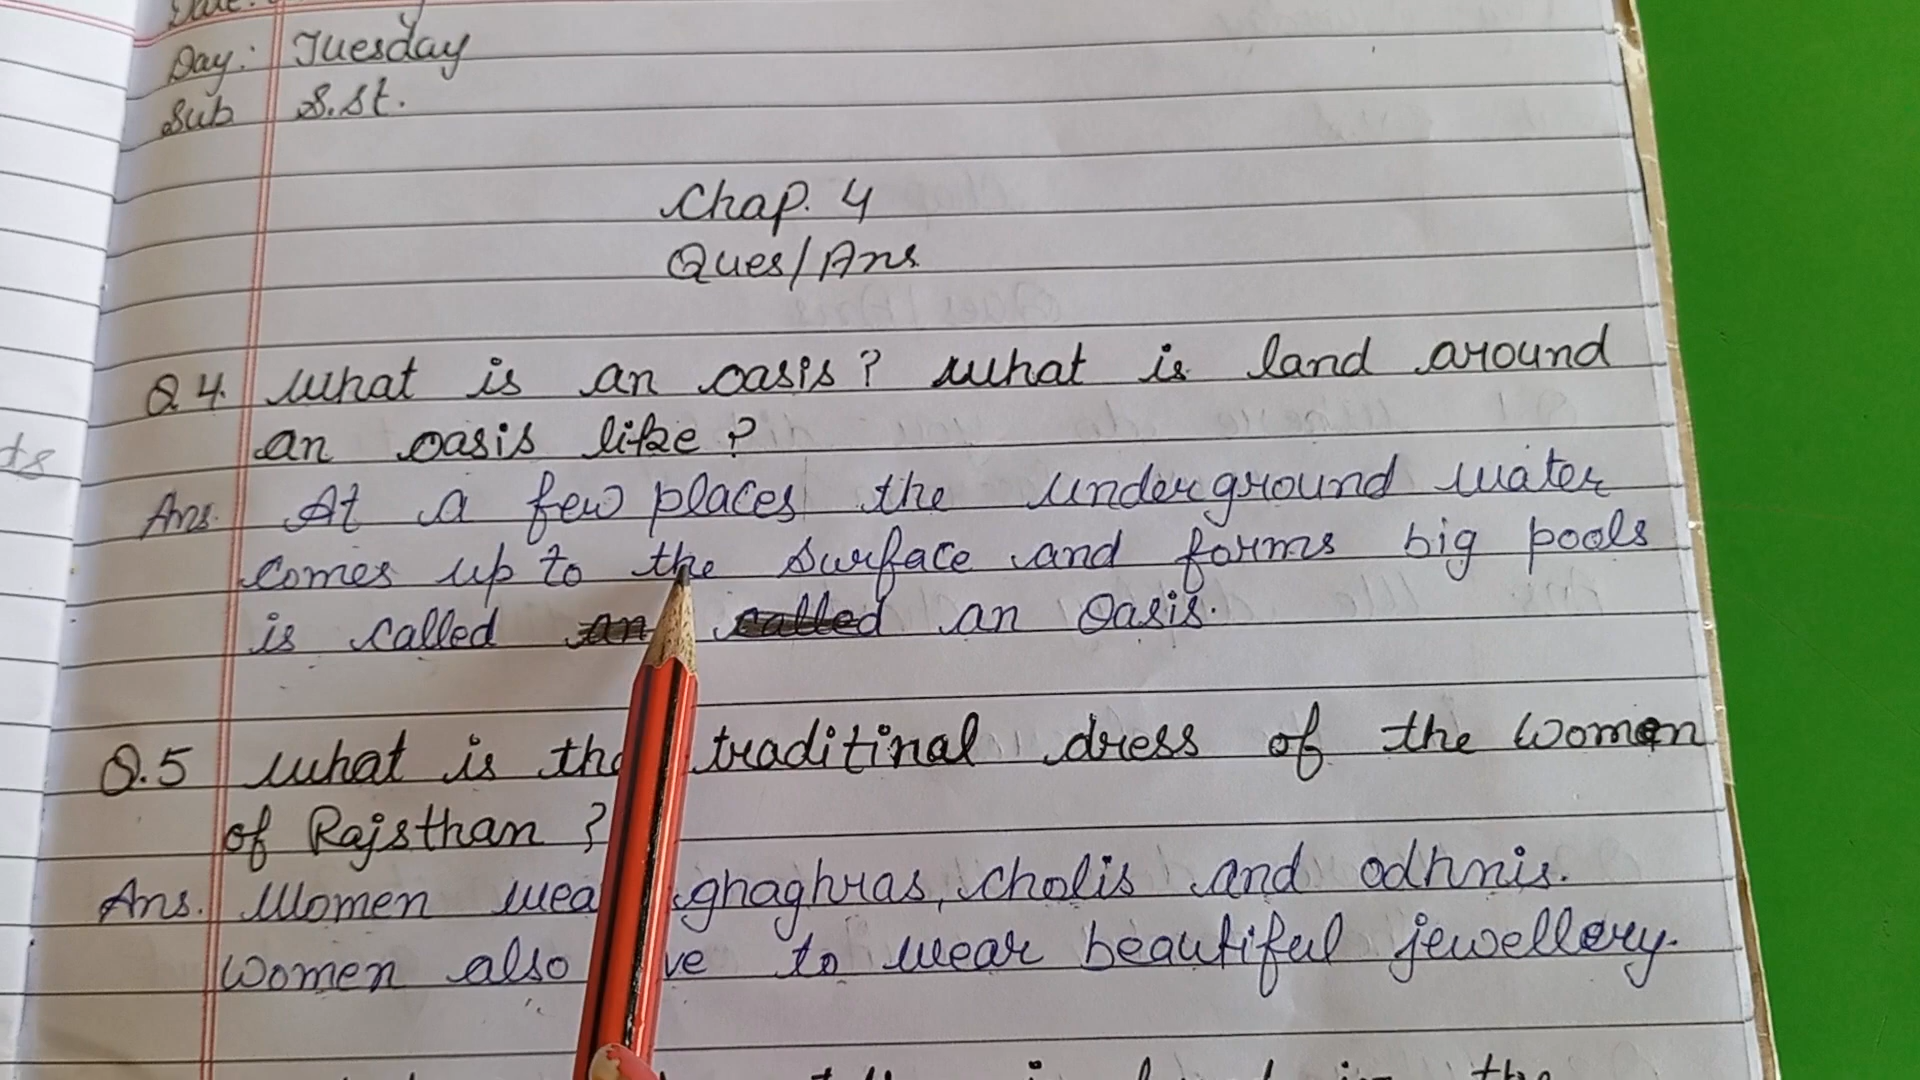 Day: Tuesday
Sub S.St.
Chap. 4
Ques/Ans
Q 4. What is an oasis? What is land around
an oasis like?
Ans. At a few places the underground water
comes up to the surface and forms big pools
is called an called an Oasis.
Q.5 What is the traditinal dress of the women
of Rajsthan?
Ans. Women wea ghaghras, cholis and odhnis.
Women also ve to wear beautiful jewellery.
the